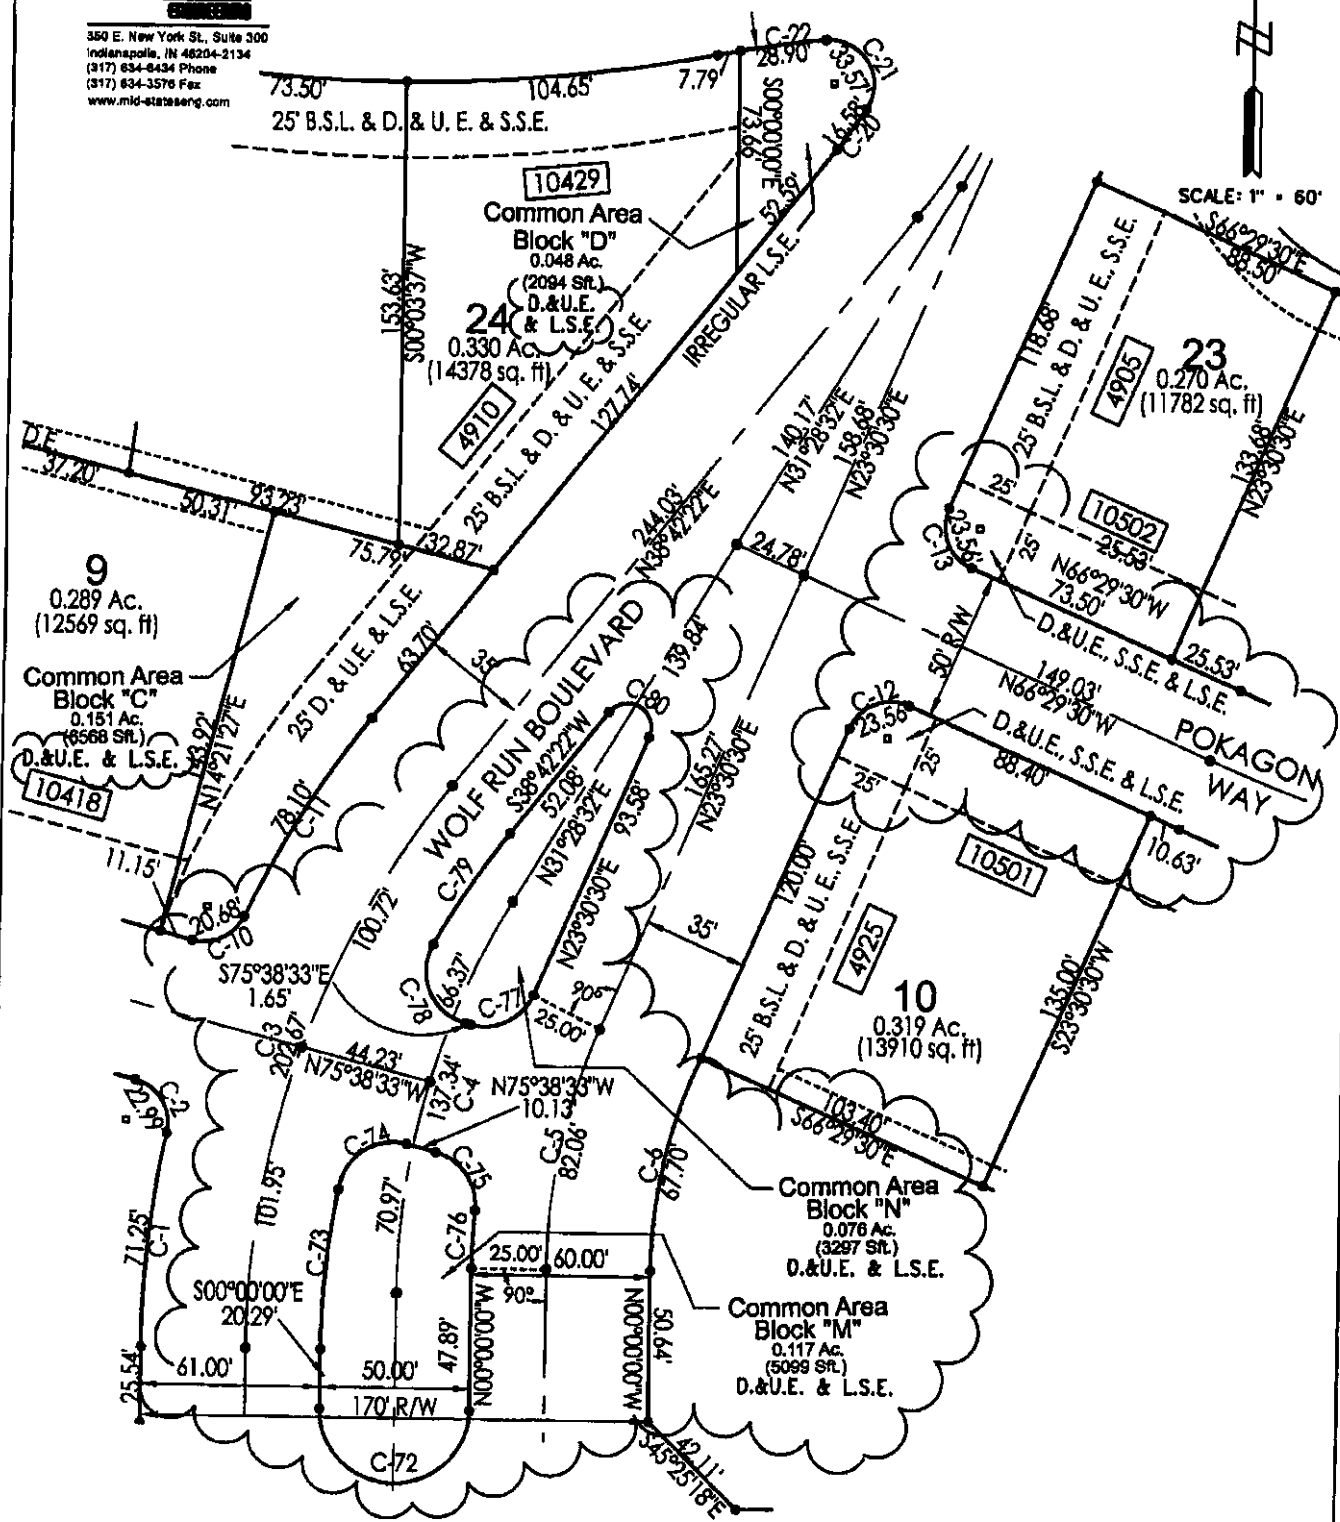 ENGINEERING
350 E. New York St., Suite 300
Indianapolis, IN 46204-2134
(317) 634-6434 Phone
(317) 634-3576 Fax
www.mid-stateseng.com
SCALE: 1" = 60'
C-22
28.90'
33.57'
C-21
16.58'
C-20
73.50'
104.65'
7.79'
25' B.S.L. & D. & U. E. & S.S.E.
S00°00'00"E
73.66'
52.59'
10429
Common Area
Block "D"
0.048 Ac.
(2094 Sft.)
D.&U.E.
& L.S.E.
24
0.330 Ac.
(14378 sq. ft)
153.63'
S00°03'37"W
4910
25' B.S.L. & D. & U. E. & S.S.E.
127.74'
IRREGULAR L.S.E.
S66°29'30"E
88.50'
118.68'
25' B.S.L. & D. & U. E., S.S.E.
4905
23
0.270 Ac.
(11782 sq. ft)
133.68'
N23°30'30"E
140.17'
N31°28'32"E
158.68'
N23°30'30"E
244.03'
N38°42'22"E
D.E.
37.20'
50.31'
93.23'
75.79'
32.87'
9
0.289 Ac.
(12569 sq. ft)
Common Area
Block "C"
0.151 Ac.
(6568 Sft.)
D.&U.E. & L.S.E.
10418
N14°21'27"E
25' D. & U.E. & L.S.E.
63.70'
35'
78.10'
C-11
11.15'
20.68'
C-10
24.78'
25'
10502
25.53'
23.56'
C-13
25'
N66°29'30"W
73.50'
D.&U.E., S.S.E. & L.S.E.
25.53'
50' R/W
149.03'
N66°29'30"W
POKAGON
WAY
C-12
23.56'
D.&U.E., S.S.E. & L.S.E.
25'
25'
88.40'
10.63'
10501
WOLF RUN BOULEVARD
139.84'
C-80
S38°42'22"W
52.08'
N31°28'32"E
93.58'
165.27'
N23°30'30"E
C-79
N23°30'30"E
100.72'
66.37'
C-78
C-77
90°
25.00'
35'
120.00'
25' B.S.L. & D. & U. E., S.S.E.
4925
10
0.319 Ac.
(13910 sq. ft)
135.00'
S23°30'30"W
103.40'
S66°29'30"E
S75°38'33"E
1.65'
C-3
202.67'
44.23'
N75°38'33"W
137.34'
C-4
N75°38'33"W
10.13'
C-5
82.06'
C-6
67.70'
C-2
C-74
C-75
C-76
101.95'
70.97'
C-73
71.25'
C-1
S00°00'00"E
20.29'
25.00'
60.00'
90°
47.89'
N00°00'00"W
N00°00'00"W
50.64'
25.54'
61.00'
50.00'
170' R/W
C-72
42.11'
S45°25'18"E
Common Area
Block "N"
0.076 Ac.
(3297 Sft.)
D.&U.E. & L.S.E.
Common Area
Block "M"
0.117 Ac.
(5099 Sft.)
D.&U.E. & L.S.E.